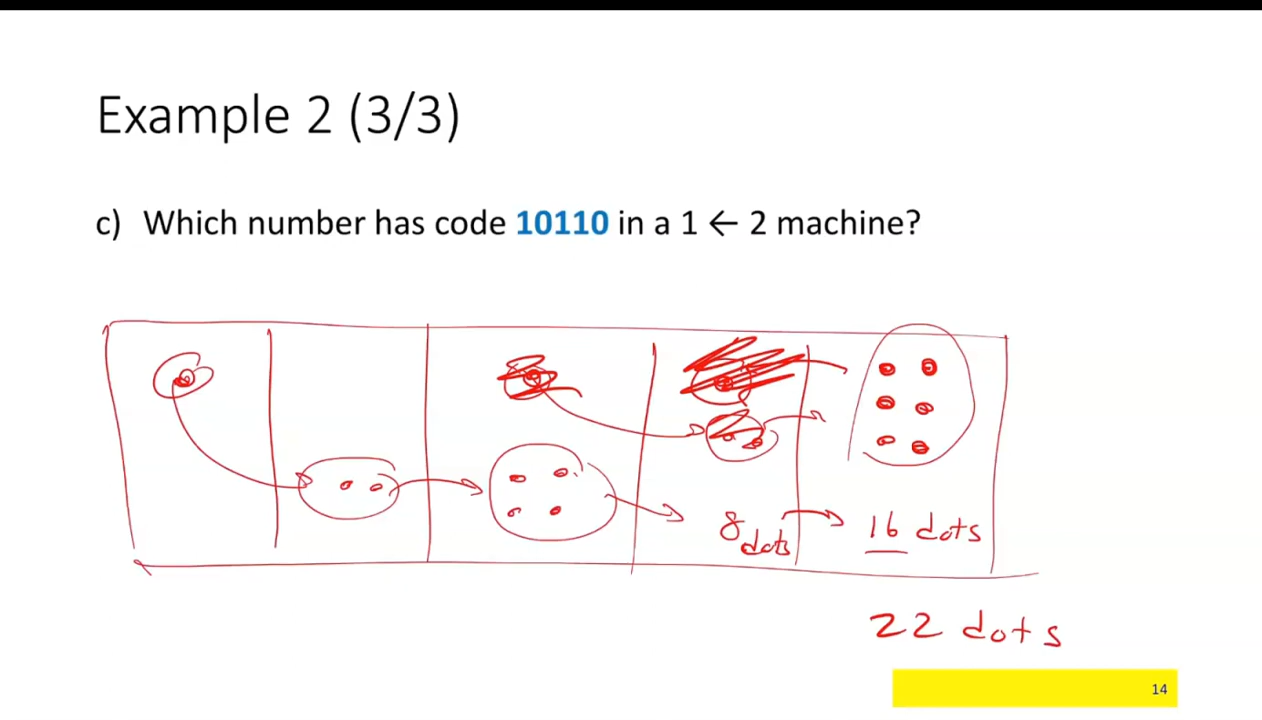 Example 2 (3/3)
c) Which number has code 10110 in a 1 ← 2 machine?
8 dots
16 dots
22 dots
14